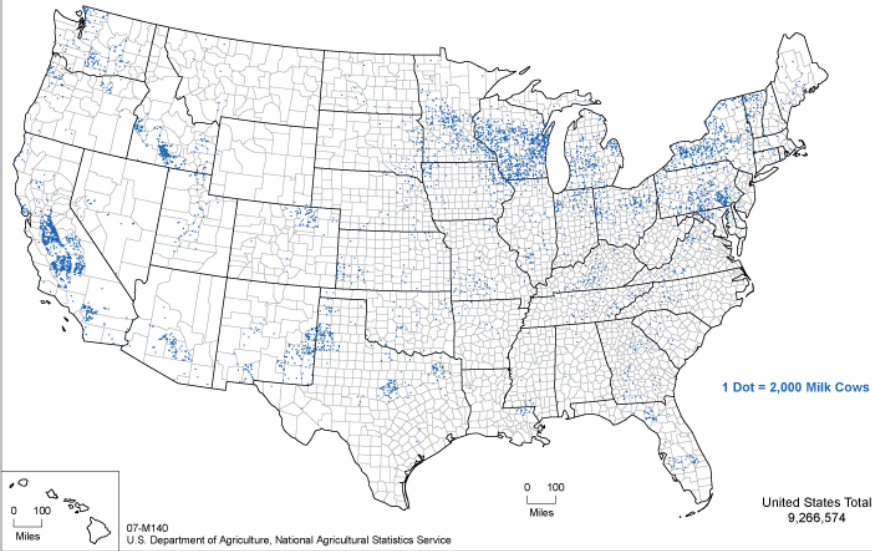 1 Dot = 2,000 Milk Cows
0 100
Miles
0 100
Miles
United States Total
9,266,574
07-M140
U.S. Department of Agriculture, National Agricultural Statistics Service